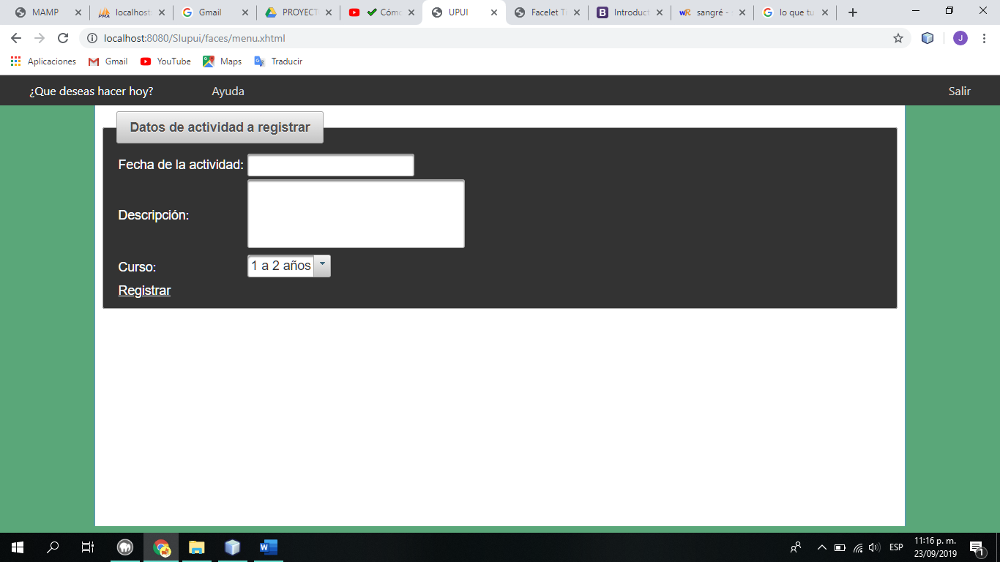 MAMP
localhost:
Gmail
PROYECT
Cómo
UPUI
Facelet Ti
Introduct
sangré -
lo que tu
localhost:8080/Slupui/faces/menu.xhtml
J
Aplicaciones
Gmail
YouTube
Maps
Traducir
¿Que deseas hacer hoy?
Ayuda
Salir
Datos de actividad a registrar
Fecha de la actividad:
Descripción:
Curso:
1 a 2 años
Registrar
ESP
11:16 p. m.
23/09/2019
1